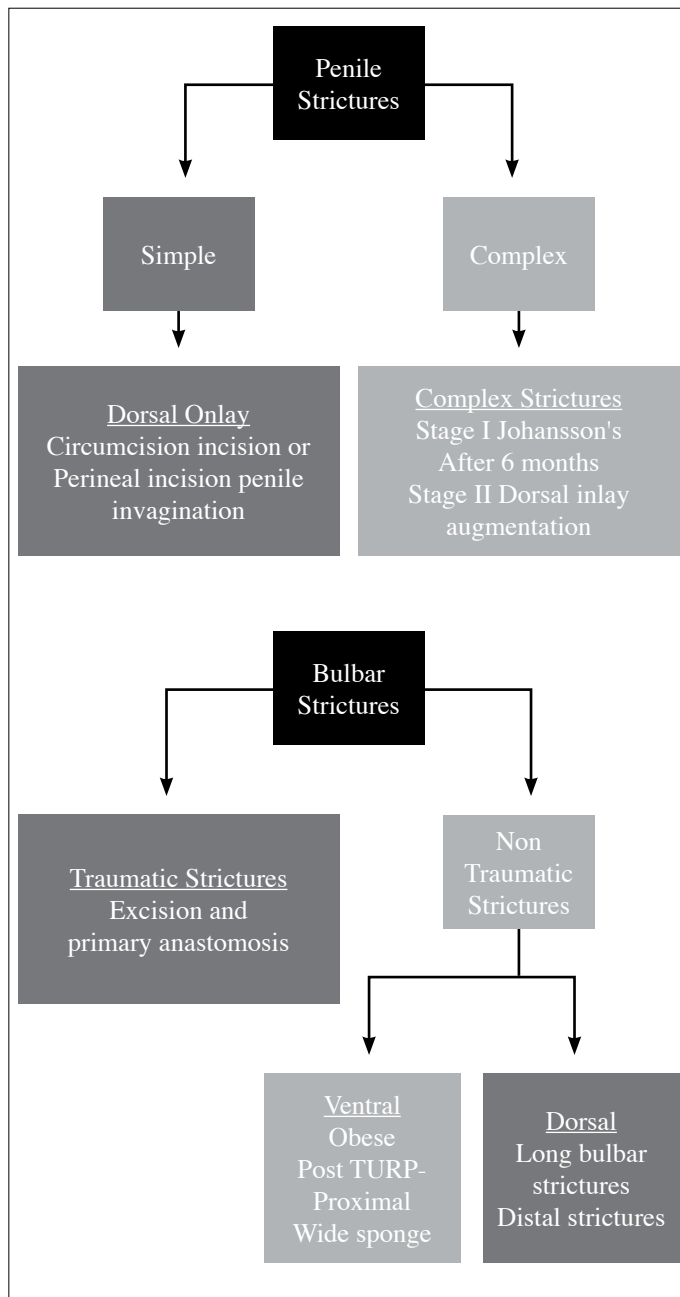 Penile
Strictures
Simple
Complex
Dorsal Onlay
Circumcision incision or
Perineal incision penile
invagination
Complex Strictures
Stage I Johansson's
After 6 months
Stage II Dorsal inlay
augmentation
Bulbar
Strictures
Traumatic Strictures
Excision and
primary anastomosis
Non
Traumatic
Strictures
Ventral
Obese
Post TURP-
Proximal
Wide sponge
Dorsal
Long bulbar
strictures
Distal strictures